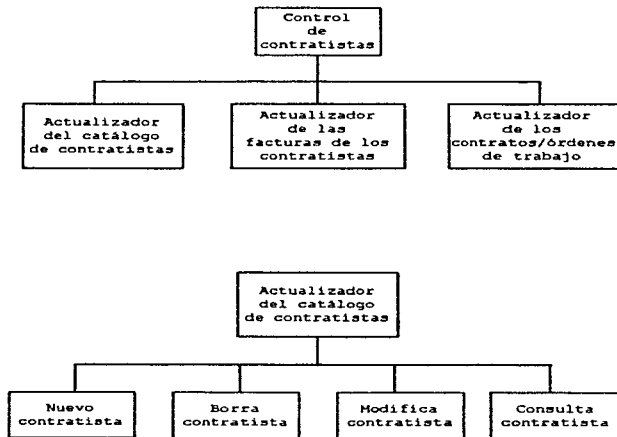 Control
de
contratistas
Actualizador
del catálogo
de contratistas
Actualizador
de las
facturas de los
contratistas
Actualizador
de los
contratos/órdenes
de trabajo
Actualizador
del catálogo
de contratistas
Nuevo
contratista
Borra
contratista
Modifica
contratista
Consulta
contratista